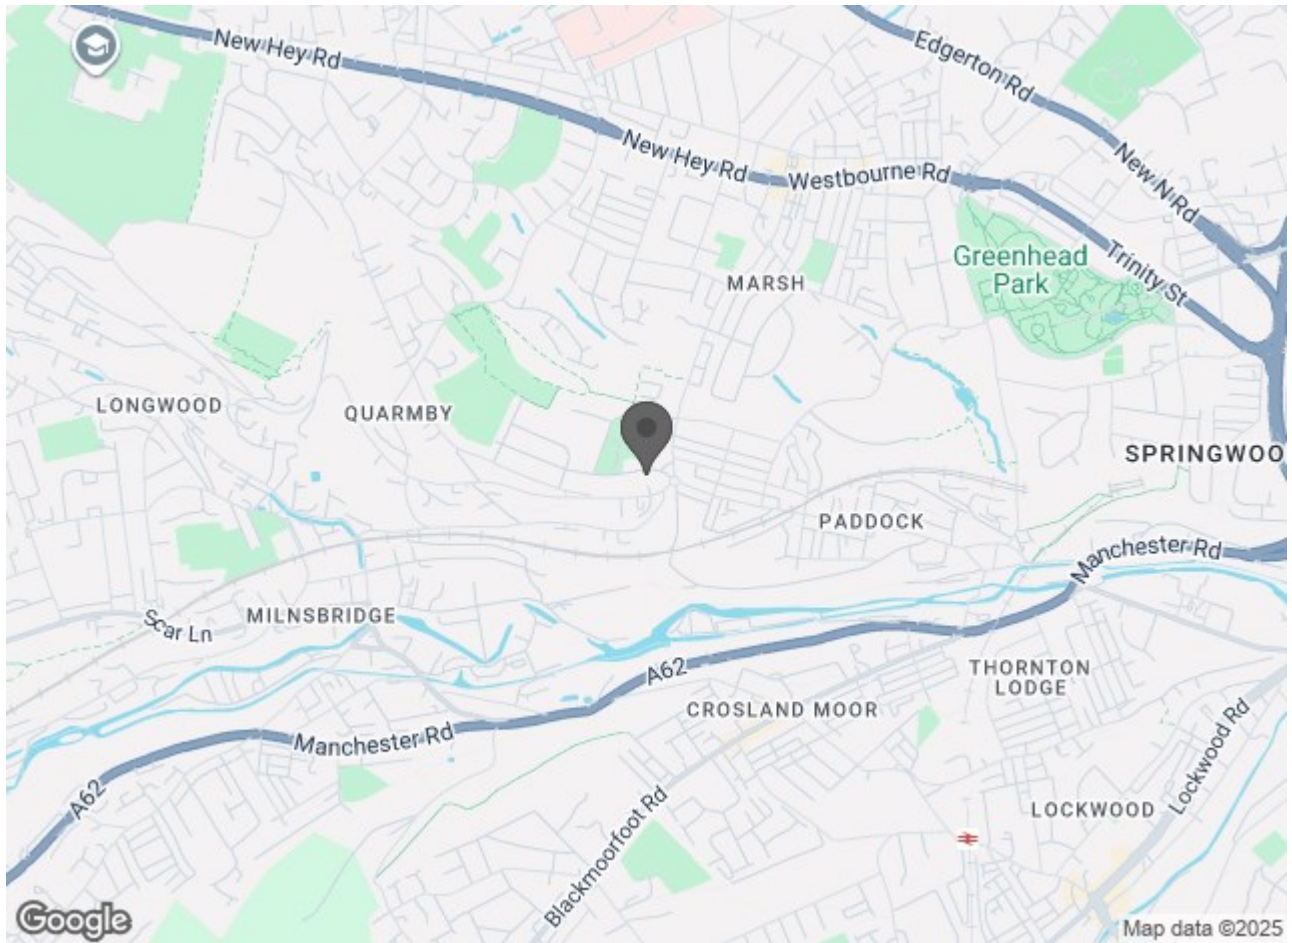 New Hey Rd
Edgerton Rd
New Hey Rd
Westbourne Rd
New N Rd
Greenhead
Park
Trinity St
MARSH
LONGWOOD
QUARMBY
SPRINGWOO
PADDOCK
Manchester Rd
Scar Ln
MILNSBRIDGE
A62
THORNTON
LODGE
CROSLAND MOOR
Manchester Rd
A62
Blackmoorfoot Rd
Lockwood Rd
LOCKWOOD
Google
Map data ©2025